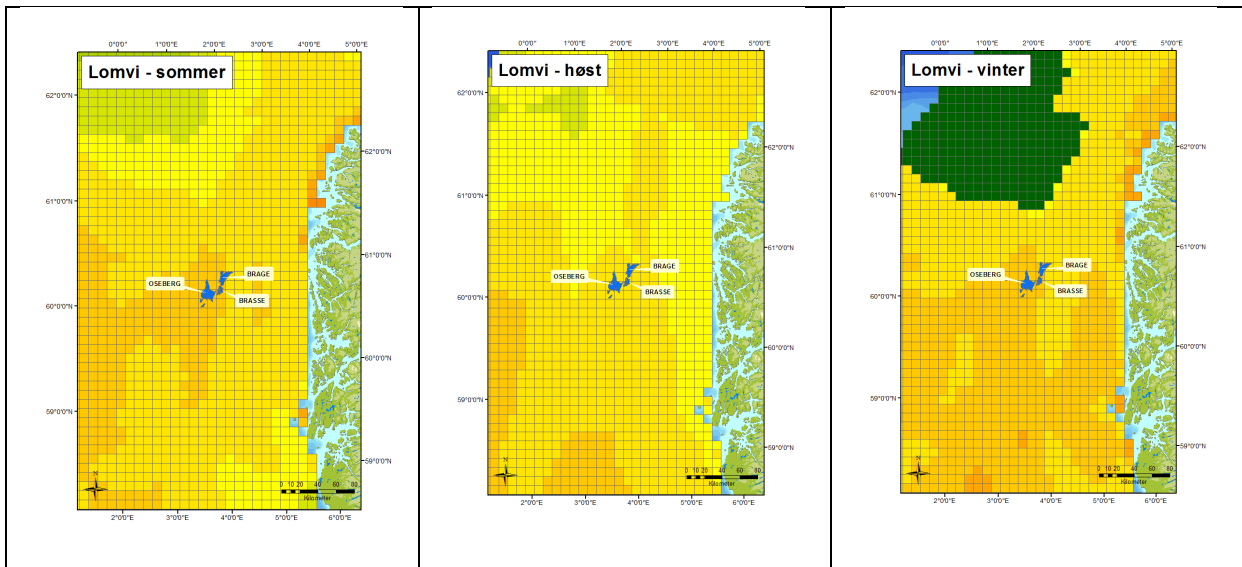 0°0'0" 1°0'0"E 2°0'0"E 3°0'0"E 4°0'0"E 5°0'0"E
Lomvi - sommer
62°0'0"N
62°0'0"N
61°0'0"N
61°0'0"N
OSEBERG
BRAGE
BRASSE
60°0'0"N
60°0'0"N
59°0'0"N
59°0'0"N
N
0 10 20 40 60 80
Kilometer
2°0'0"E 3°0'0"E 4°0'0"E 5°0'0"E 6°0'0"E
0°0'0" 1°0'0"E 2°0'0"E 3°0'0"E 4°0'0"E 5°0'0"E
Lomvi - høst
62°0'0"N
62°0'0"N
61°0'0"N
61°0'0"N
OSEBERG
BRAGE
BRASSE
60°0'0"N
60°0'0"N
59°0'0"N
59°0'0"N
N
0 10 20 40 60 80
Kilometer
2°0'0"E 3°0'0"E 4°0'0"E 5°0'0"E 6°0'0"E
0°0'0" 1°0'0"E 2°0'0"E 3°0'0"E 4°0'0"E 5°0'0"E
Lomvi - vinter
62°0'0"N
62°0'0"N
61°0'0"N
61°0'0"N
OSEBERG
BRAGE
BRASSE
60°0'0"N
60°0'0"N
59°0'0"N
59°0'0"N
N
0 10 20 40 60 80
Kilometer
2°0'0"E 3°0'0"E 4°0'0"E 5°0'0"E 6°0'0"E